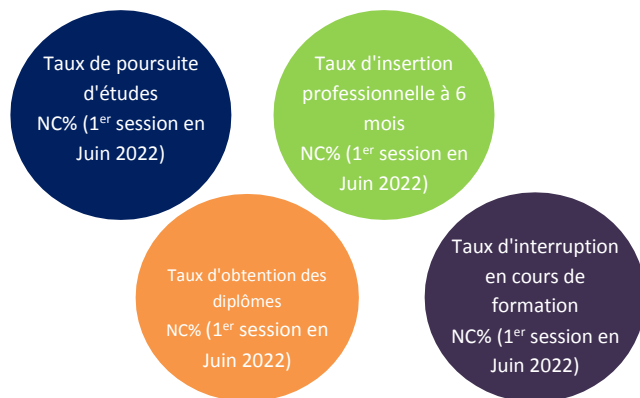 Taux de poursuite
d'études
NC% (1er session en
Juin 2022)
Taux d'insertion
professionnelle à 6
mois
NC% (1er session en
Juin 2022)
Taux d'obtention des
diplômes
NC% (1er session en
Juin 2022)
Taux d'interruption
en cours de
formation
NC% (1er session en
Juin 2022)